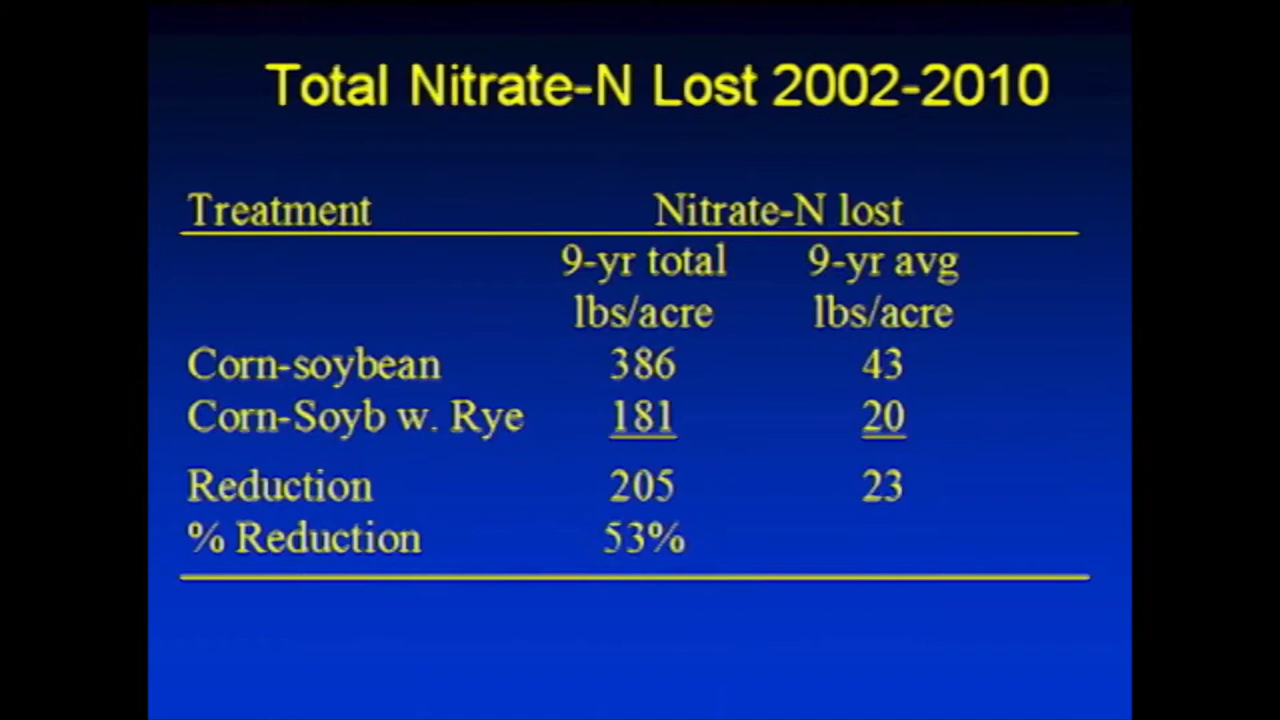 Total Nitrate-N Lost 2002-2010
Treatment Nitrate-N lost
9-yr total 9-yr avg
lbs/acre lbs/acre
Corn-soybean 386 43
Corn-Soyb w. Rye 181 20
Reduction 205 23
% Reduction 53%